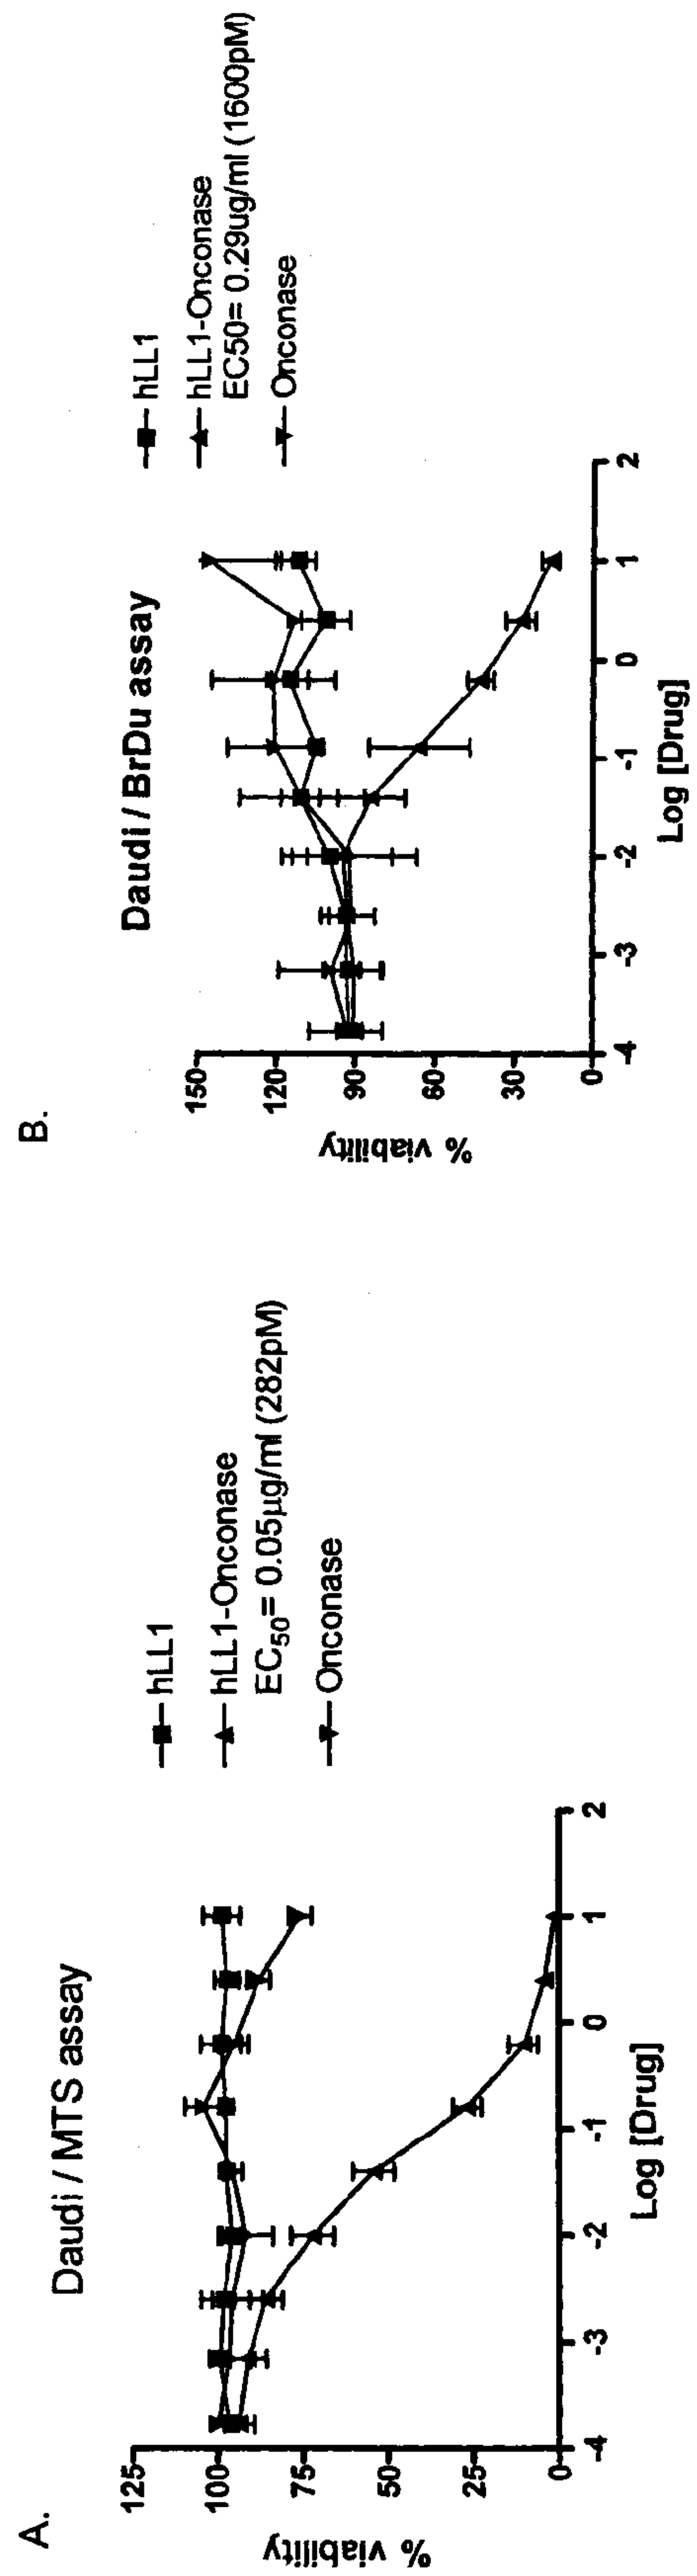 A.
Daudi / MTS assay
% viability
125
100
75
50
25
0
-4
-3
-2
-1
0
1
2
Log [Drug]
hLL1
hLL1-Onconase
EC50= 0.05µg/ml (282pM)
Onconase
B.
Daudi / BrDu assay
% viability
150
120
90
60
30
0
-4
-3
-2
-1
0
1
2
Log [Drug]
hLL1
hLL1-Onconase
EC50= 0.29ug/ml (1600pM)
Onconase